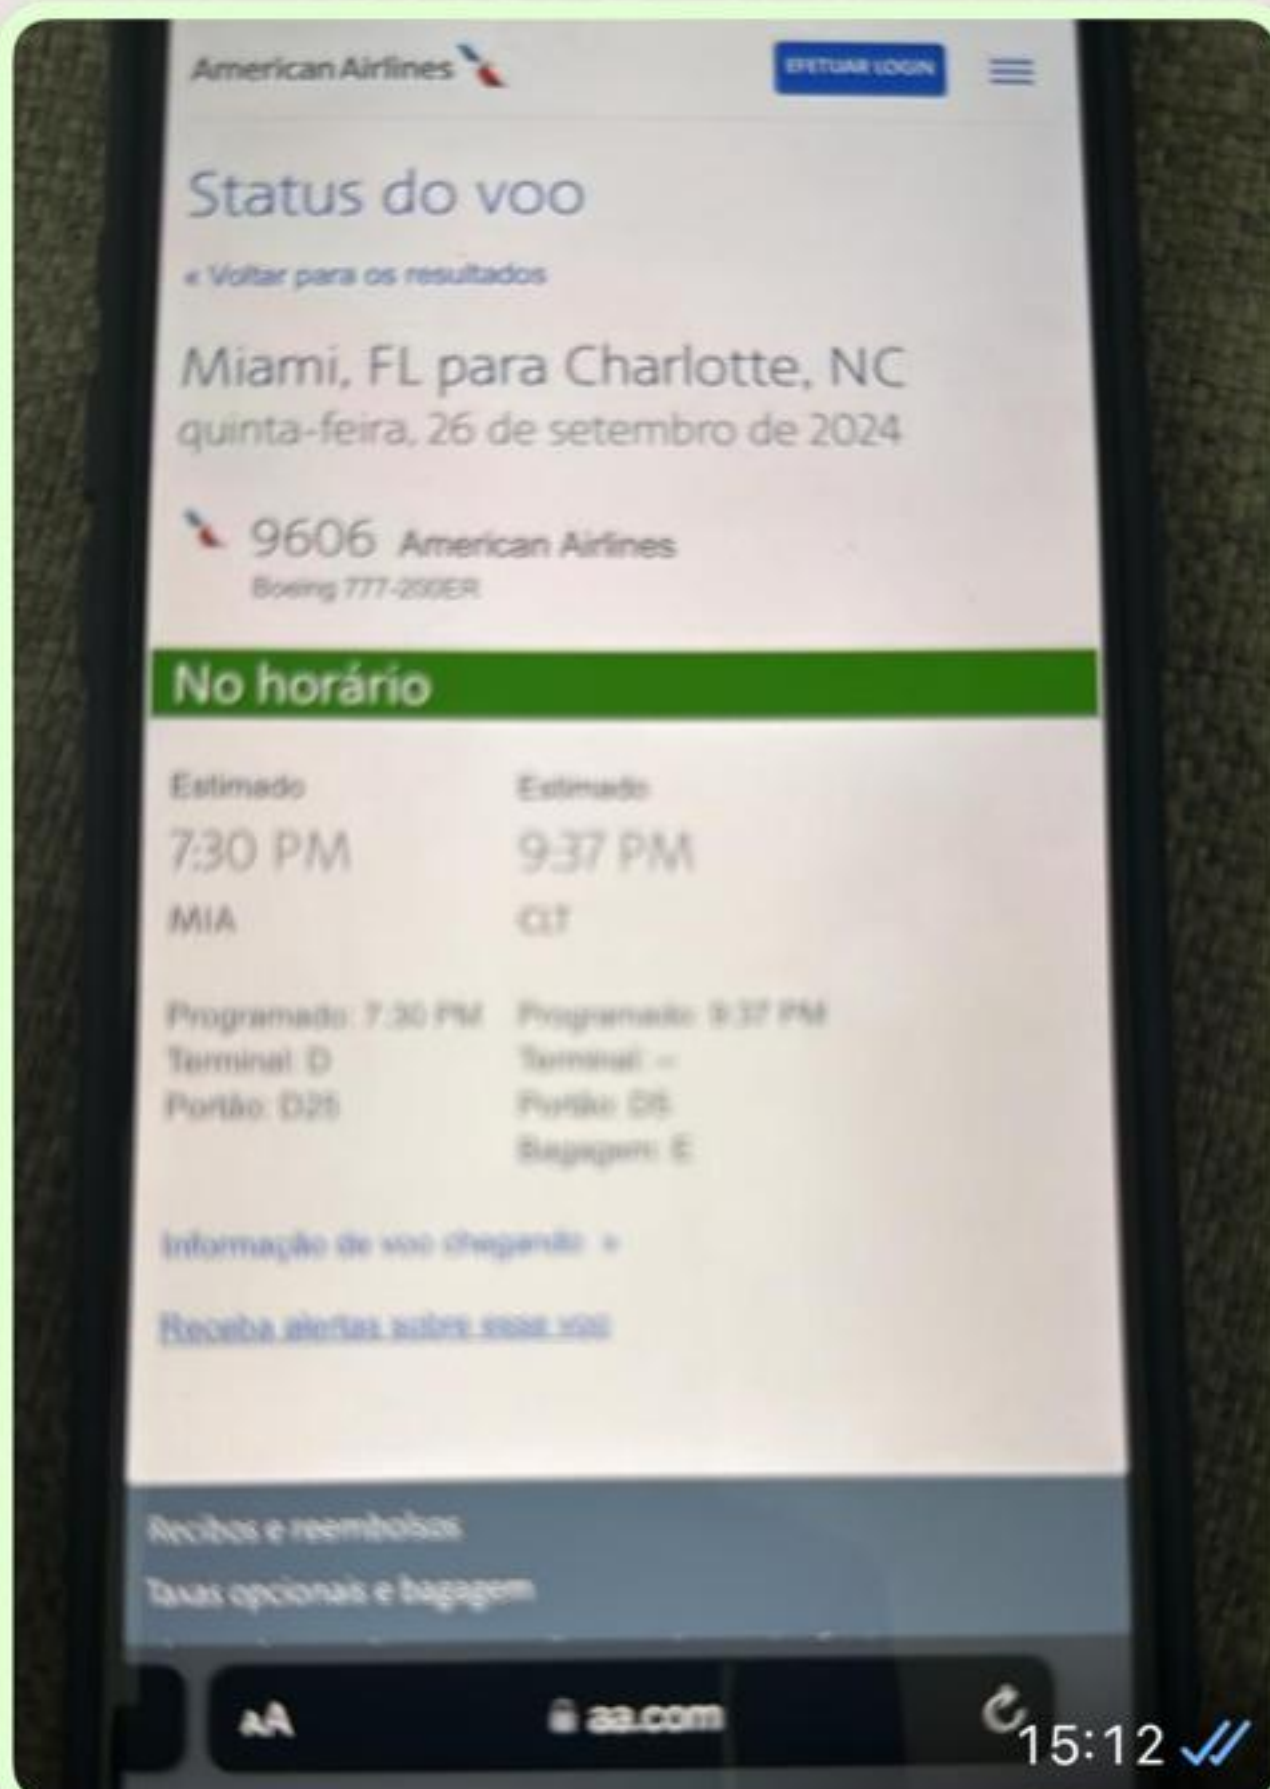 American Airlines
EFETUAR LOGIN
Status do voo
« Voltar para os resultados
Miami, FL para Charlotte, NC
quinta-feira, 26 de setembro de 2024
9606 American Airlines
Boeing 777-200ER
No horário
Estimado Estimado
7:30 PM 9:37 PM
MIA CLT
Programado: 7:30 PM Programado: 9:37 PM
Terminal: D Terminal: --
Portão: D25 Portão: D5
Bagagem: E
Informação de voo chegando »
Receba alertas sobre esse voo
Recibos e reembolsos
Taxas opcionais e bagagem
AA aa.com
15:12